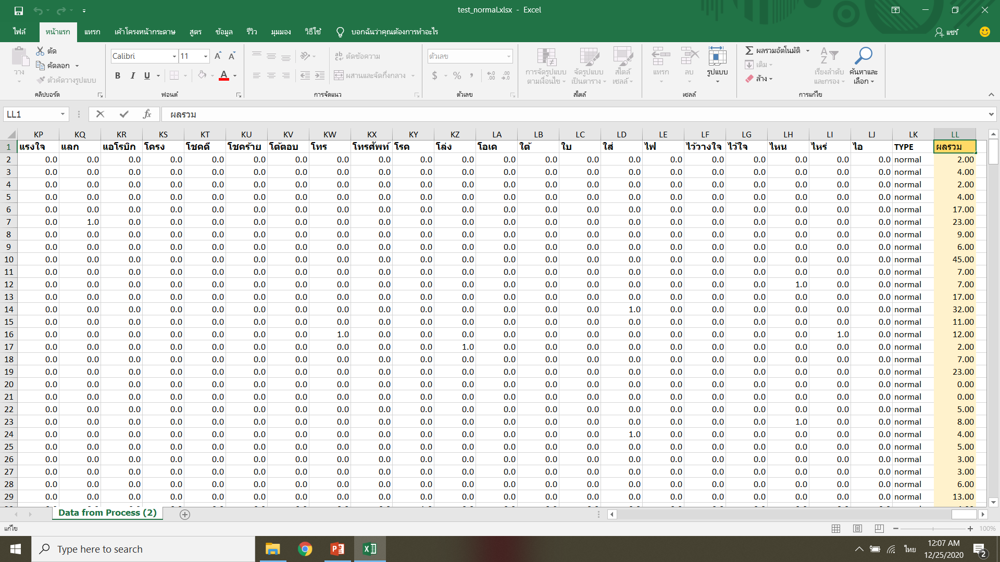 test_normal.xlsx - Excel
ไฟล์ หน้าแรก แทรก เค้าโครงหน้ากระดาษ สูตร ข้อมูล รีวิว มุมมอง วิธีใช้ บอกฉันว่าคุณต้องการทำอะไร แชร์
วาง ตัด คัดลอก ตัวคัดวางรูปแบบ คลิปบอร์ด
Calibri 11 B I U A ฟอนต์
ตัดข้อความ ผสานและจัดกึ่งกลาง การจัดแนว
ตัวเลข $ % , ตัวเลข
การจัดรูปแบบตามเงื่อนไข จัดรูปแบบเป็นตาราง สไตล์เซลล์ สไตล์
แทรก ลบ รูปแบบ เซลล์
ผลรวมอัตโนมัติ เติม ล้าง เรียงลำดับและกรอง ค้นหาและเลือก การแก้ไข
LL1 fx ผลรวม
KP KQ KR KS KT KU KV KW KX KY KZ LA LB LC LD LE LF LG LH LI LJ LK LL
1 แรงใจ แลก แอโรบิก โครง โชคดี โชคร้าย โต้ตอบ โทร โทรศัพท์ โรค โล่ง โอเค ใต้ ใบ ใส่ ไฟ ไว้วางใจ ไว้ใจ ไหน ไหร่ ไอ TYPE ผลรวม
2 0.0 0.0 0.0 0.0 0.0 0.0 0.0 0.0 0.0 0.0 0.0 0.0 0.0 0.0 0.0 0.0 0.0 0.0 0.0 0.0 0.0 normal 2.00
3 0.0 0.0 0.0 0.0 0.0 0.0 0.0 0.0 0.0 0.0 0.0 0.0 0.0 0.0 0.0 0.0 0.0 0.0 0.0 0.0 0.0 normal 4.00
4 0.0 0.0 0.0 0.0 0.0 0.0 0.0 0.0 0.0 0.0 0.0 0.0 0.0 0.0 0.0 0.0 0.0 0.0 0.0 0.0 0.0 normal 2.00
5 0.0 0.0 0.0 0.0 0.0 0.0 0.0 0.0 0.0 0.0 0.0 0.0 0.0 0.0 0.0 0.0 0.0 0.0 0.0 0.0 0.0 normal 4.00
6 0.0 0.0 0.0 0.0 0.0 0.0 0.0 0.0 0.0 0.0 0.0 0.0 0.0 0.0 0.0 0.0 0.0 0.0 0.0 0.0 0.0 normal 17.00
7 0.0 1.0 0.0 0.0 0.0 0.0 0.0 0.0 0.0 0.0 0.0 0.0 0.0 0.0 0.0 0.0 0.0 0.0 0.0 0.0 0.0 normal 23.00
8 0.0 0.0 0.0 0.0 0.0 0.0 0.0 0.0 0.0 0.0 0.0 0.0 0.0 0.0 0.0 0.0 0.0 0.0 0.0 0.0 0.0 normal 9.00
9 0.0 0.0 0.0 0.0 0.0 0.0 0.0 0.0 0.0 0.0 0.0 0.0 0.0 0.0 0.0 0.0 0.0 0.0 0.0 0.0 0.0 normal 6.00
10 0.0 0.0 0.0 0.0 0.0 0.0 0.0 0.0 0.0 0.0 0.0 0.0 0.0 0.0 0.0 0.0 0.0 0.0 0.0 0.0 0.0 normal 45.00
11 0.0 0.0 0.0 0.0 0.0 0.0 0.0 0.0 0.0 0.0 0.0 0.0 0.0 0.0 0.0 0.0 0.0 0.0 0.0 0.0 0.0 normal 7.00
12 0.0 0.0 0.0 0.0 0.0 0.0 0.0 0.0 0.0 0.0 0.0 0.0 0.0 0.0 0.0 0.0 0.0 0.0 1.0 0.0 0.0 normal 7.00
13 0.0 0.0 0.0 0.0 0.0 0.0 0.0 0.0 0.0 0.0 0.0 0.0 0.0 0.0 0.0 0.0 0.0 0.0 0.0 0.0 0.0 normal 17.00
14 0.0 0.0 0.0 0.0 0.0 0.0 0.0 0.0 0.0 0.0 0.0 0.0 0.0 0.0 1.0 0.0 0.0 0.0 0.0 0.0 0.0 normal 32.00
15 0.0 0.0 0.0 0.0 0.0 0.0 0.0 0.0 0.0 0.0 0.0 0.0 0.0 0.0 0.0 0.0 0.0 0.0 0.0 0.0 0.0 normal 11.00
16 0.0 0.0 0.0 0.0 0.0 0.0 0.0 1.0 0.0 0.0 0.0 0.0 0.0 0.0 0.0 0.0 0.0 0.0 0.0 1.0 0.0 normal 12.00
17 0.0 0.0 0.0 0.0 0.0 0.0 0.0 0.0 0.0 0.0 1.0 0.0 0.0 0.0 0.0 0.0 0.0 0.0 0.0 0.0 0.0 normal 2.00
18 0.0 0.0 0.0 0.0 0.0 0.0 0.0 0.0 0.0 0.0 0.0 0.0 0.0 0.0 0.0 0.0 0.0 0.0 0.0 0.0 0.0 normal 7.00
19 0.0 0.0 0.0 0.0 0.0 0.0 0.0 0.0 0.0 0.0 0.0 0.0 0.0 0.0 0.0 0.0 0.0 0.0 0.0 0.0 0.0 normal 23.00
20 0.0 0.0 0.0 0.0 0.0 0.0 0.0 0.0 0.0 0.0 0.0 0.0 0.0 0.0 0.0 0.0 0.0 0.0 0.0 0.0 0.0 normal 0.00
21 0.0 0.0 0.0 0.0 0.0 0.0 0.0 0.0 0.0 0.0 0.0 0.0 0.0 0.0 0.0 0.0 0.0 0.0 0.0 0.0 0.0 normal 0.00
22 0.0 0.0 0.0 0.0 0.0 0.0 0.0 0.0 0.0 0.0 0.0 0.0 0.0 0.0 0.0 0.0 0.0 0.0 0.0 0.0 0.0 normal 5.00
23 0.0 0.0 0.0 0.0 0.0 0.0 0.0 0.0 0.0 0.0 0.0 0.0 0.0 0.0 0.0 0.0 0.0 0.0 1.0 0.0 0.0 normal 8.00
24 0.0 0.0 0.0 0.0 0.0 0.0 0.0 0.0 0.0 0.0 0.0 0.0 0.0 0.0 1.0 0.0 0.0 0.0 0.0 0.0 0.0 normal 4.00
25 0.0 0.0 0.0 0.0 0.0 0.0 0.0 0.0 0.0 0.0 0.0 0.0 0.0 0.0 0.0 0.0 0.0 0.0 0.0 0.0 0.0 normal 5.00
26 0.0 0.0 0.0 0.0 0.0 0.0 0.0 0.0 0.0 0.0 0.0 0.0 0.0 0.0 0.0 0.0 0.0 0.0 0.0 0.0 0.0 normal 3.00
27 0.0 0.0 0.0 0.0 0.0 0.0 0.0 0.0 0.0 0.0 0.0 0.0 0.0 0.0 0.0 0.0 0.0 0.0 0.0 0.0 0.0 normal 3.00
28 0.0 0.0 0.0 0.0 0.0 0.0 0.0 0.0 0.0 0.0 0.0 0.0 0.0 0.0 0.0 0.0 0.0 0.0 0.0 0.0 0.0 normal 6.00
29 0.0 0.0 0.0 0.0 0.0 0.0 0.0 0.0 0.0 0.0 0.0 0.0 0.0 0.0 0.0 0.0 0.0 0.0 0.0 0.0 0.0 normal 13.00
Data from Process (2)
แก้ไข 100%
Type here to search ไทย 12:07 AM
12/25/2020 2